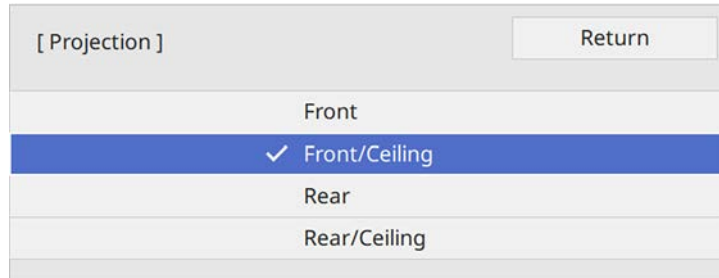 [ Projection ]
Return
Front
Front/Ceiling
Rear
Rear/Ceiling